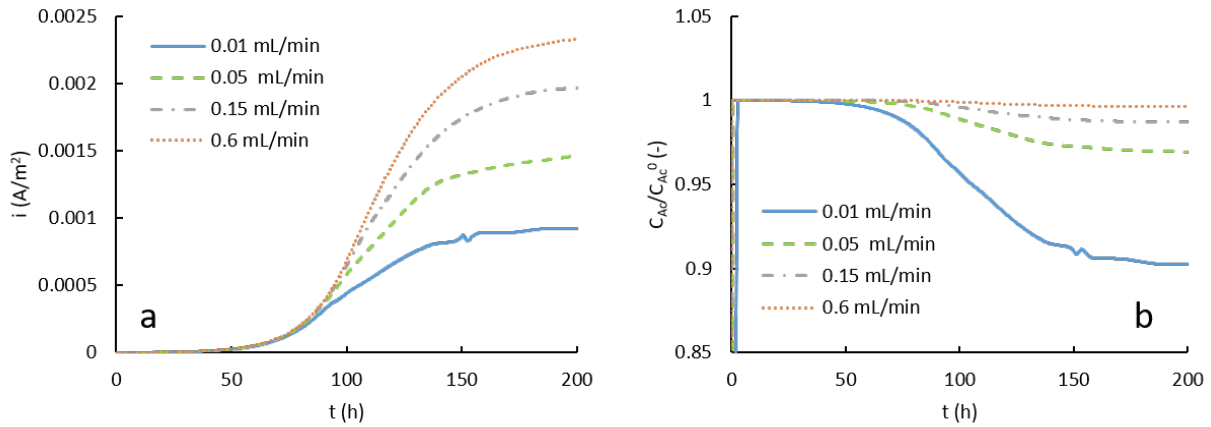 0.0025
0.002
0.0015
0.001
0.0005
0
i (A/m²)
0.01 mL/min
0.05  mL/min
0.15 mL/min
0.6 mL/min
a
0 50 100 150 200
t (h)
1.05
1
0.95
0.9
0.85
C_Ac/C_Ac⁰ (-)
0.01 mL/min
0.05  mL/min
0.15 mL/min
0.6 mL/min
b
0 50 100 150 200
t (h)